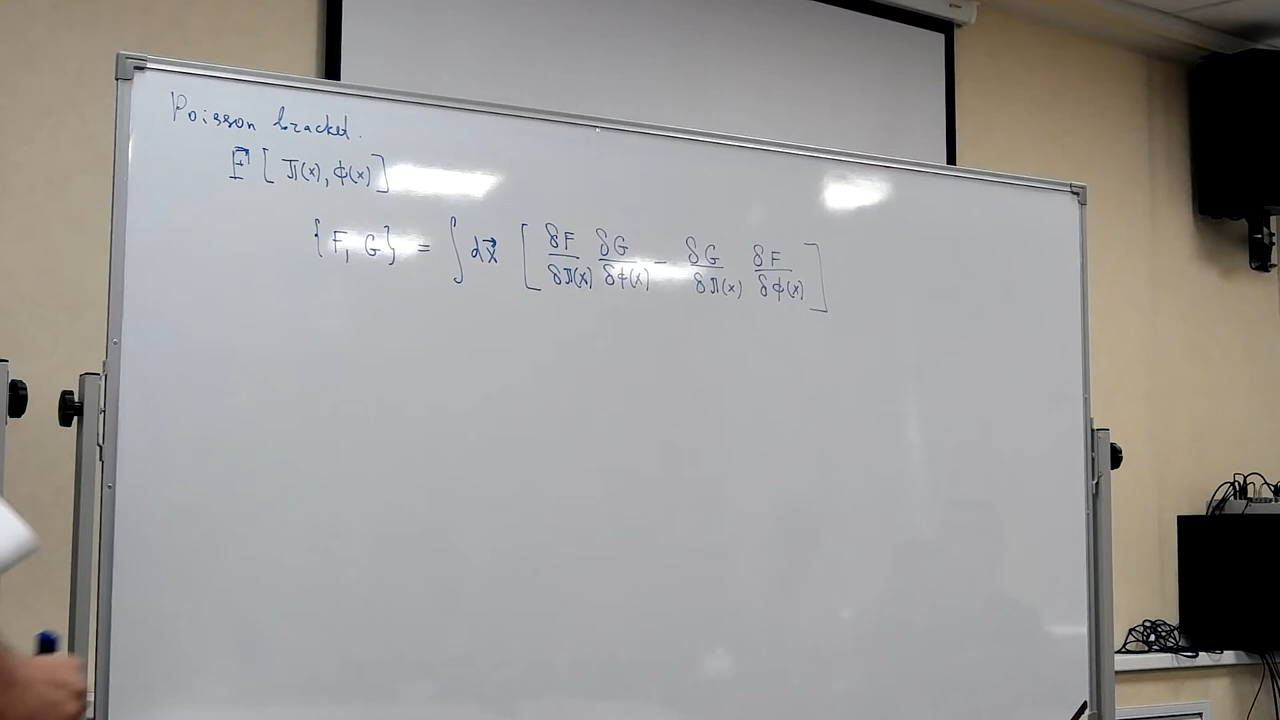 Poisson bracket.
F [ π(x), ϕ(x) ]
{ F, G } = ∫ dx⃗ [ δF/δπ(x) δG/δϕ(x) − δG/δπ(x) δF/δϕ(x) ]